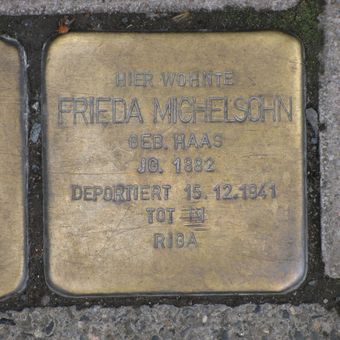 HIER WOHNTE
FRIEDA MICHELSOHN
GEB. HAAS
JG. 1882
DEPORTIERT 15.12.1941
TOT IN
RIGA